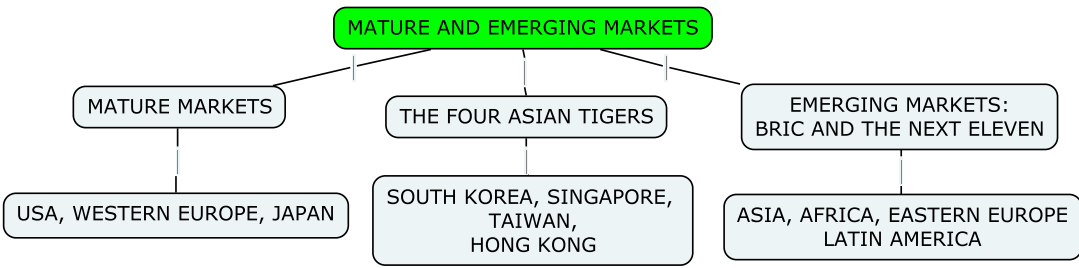 MATURE AND EMERGING MARKETS
MATURE MARKETS
THE FOUR ASIAN TIGERS
EMERGING MARKETS:
BRIC AND THE NEXT ELEVEN
USA, WESTERN EUROPE, JAPAN
SOUTH KOREA, SINGAPORE,
TAIWAN,
HONG KONG
ASIA, AFRICA, EASTERN EUROPE
LATIN AMERICA